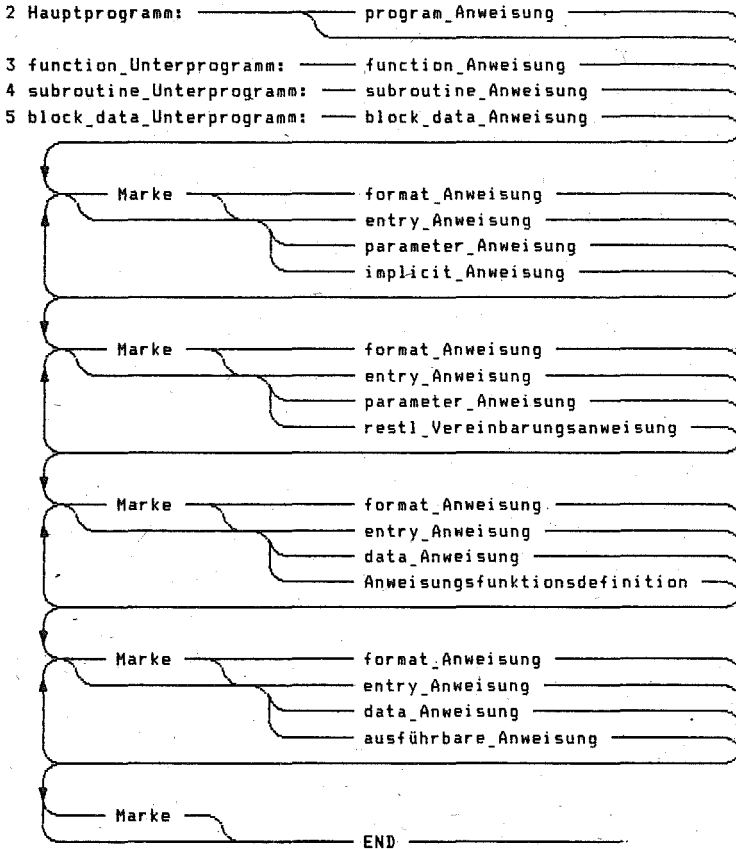 2 Hauptprogramm: program_Anweisung
3 function_Unterprogramm: function_Anweisung
4 subroutine_Unterprogramm: subroutine_Anweisung
5 block_data_Unterprogramm: block_data_Anweisung
Marke format_Anweisung
entry_Anweisung
parameter_Anweisung
implicit_Anweisung
Marke format_Anweisung
entry_Anweisung
parameter_Anweisung
restl_Vereinbarungsanweisung
Marke format_Anweisung
entry_Anweisung
data_Anweisung
Anweisungsfunktionsdefinition
Marke format_Anweisung
entry_Anweisung
data_Anweisung
ausführbare_Anweisung
Marke
END